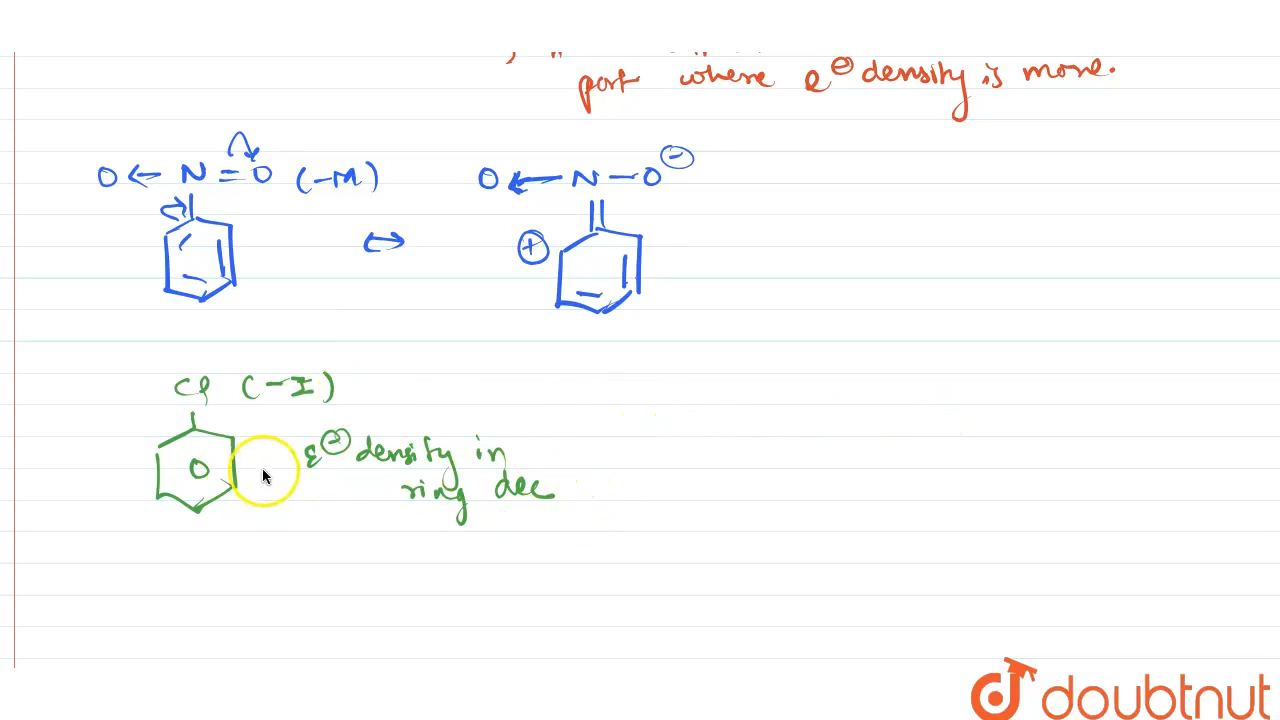 part where e⊖ density is more.
O ← N = O (-M)
O ← N - O ⊖
⊕
↔
Cl (-I)
e⊖ density in
ring dec
doubtnut